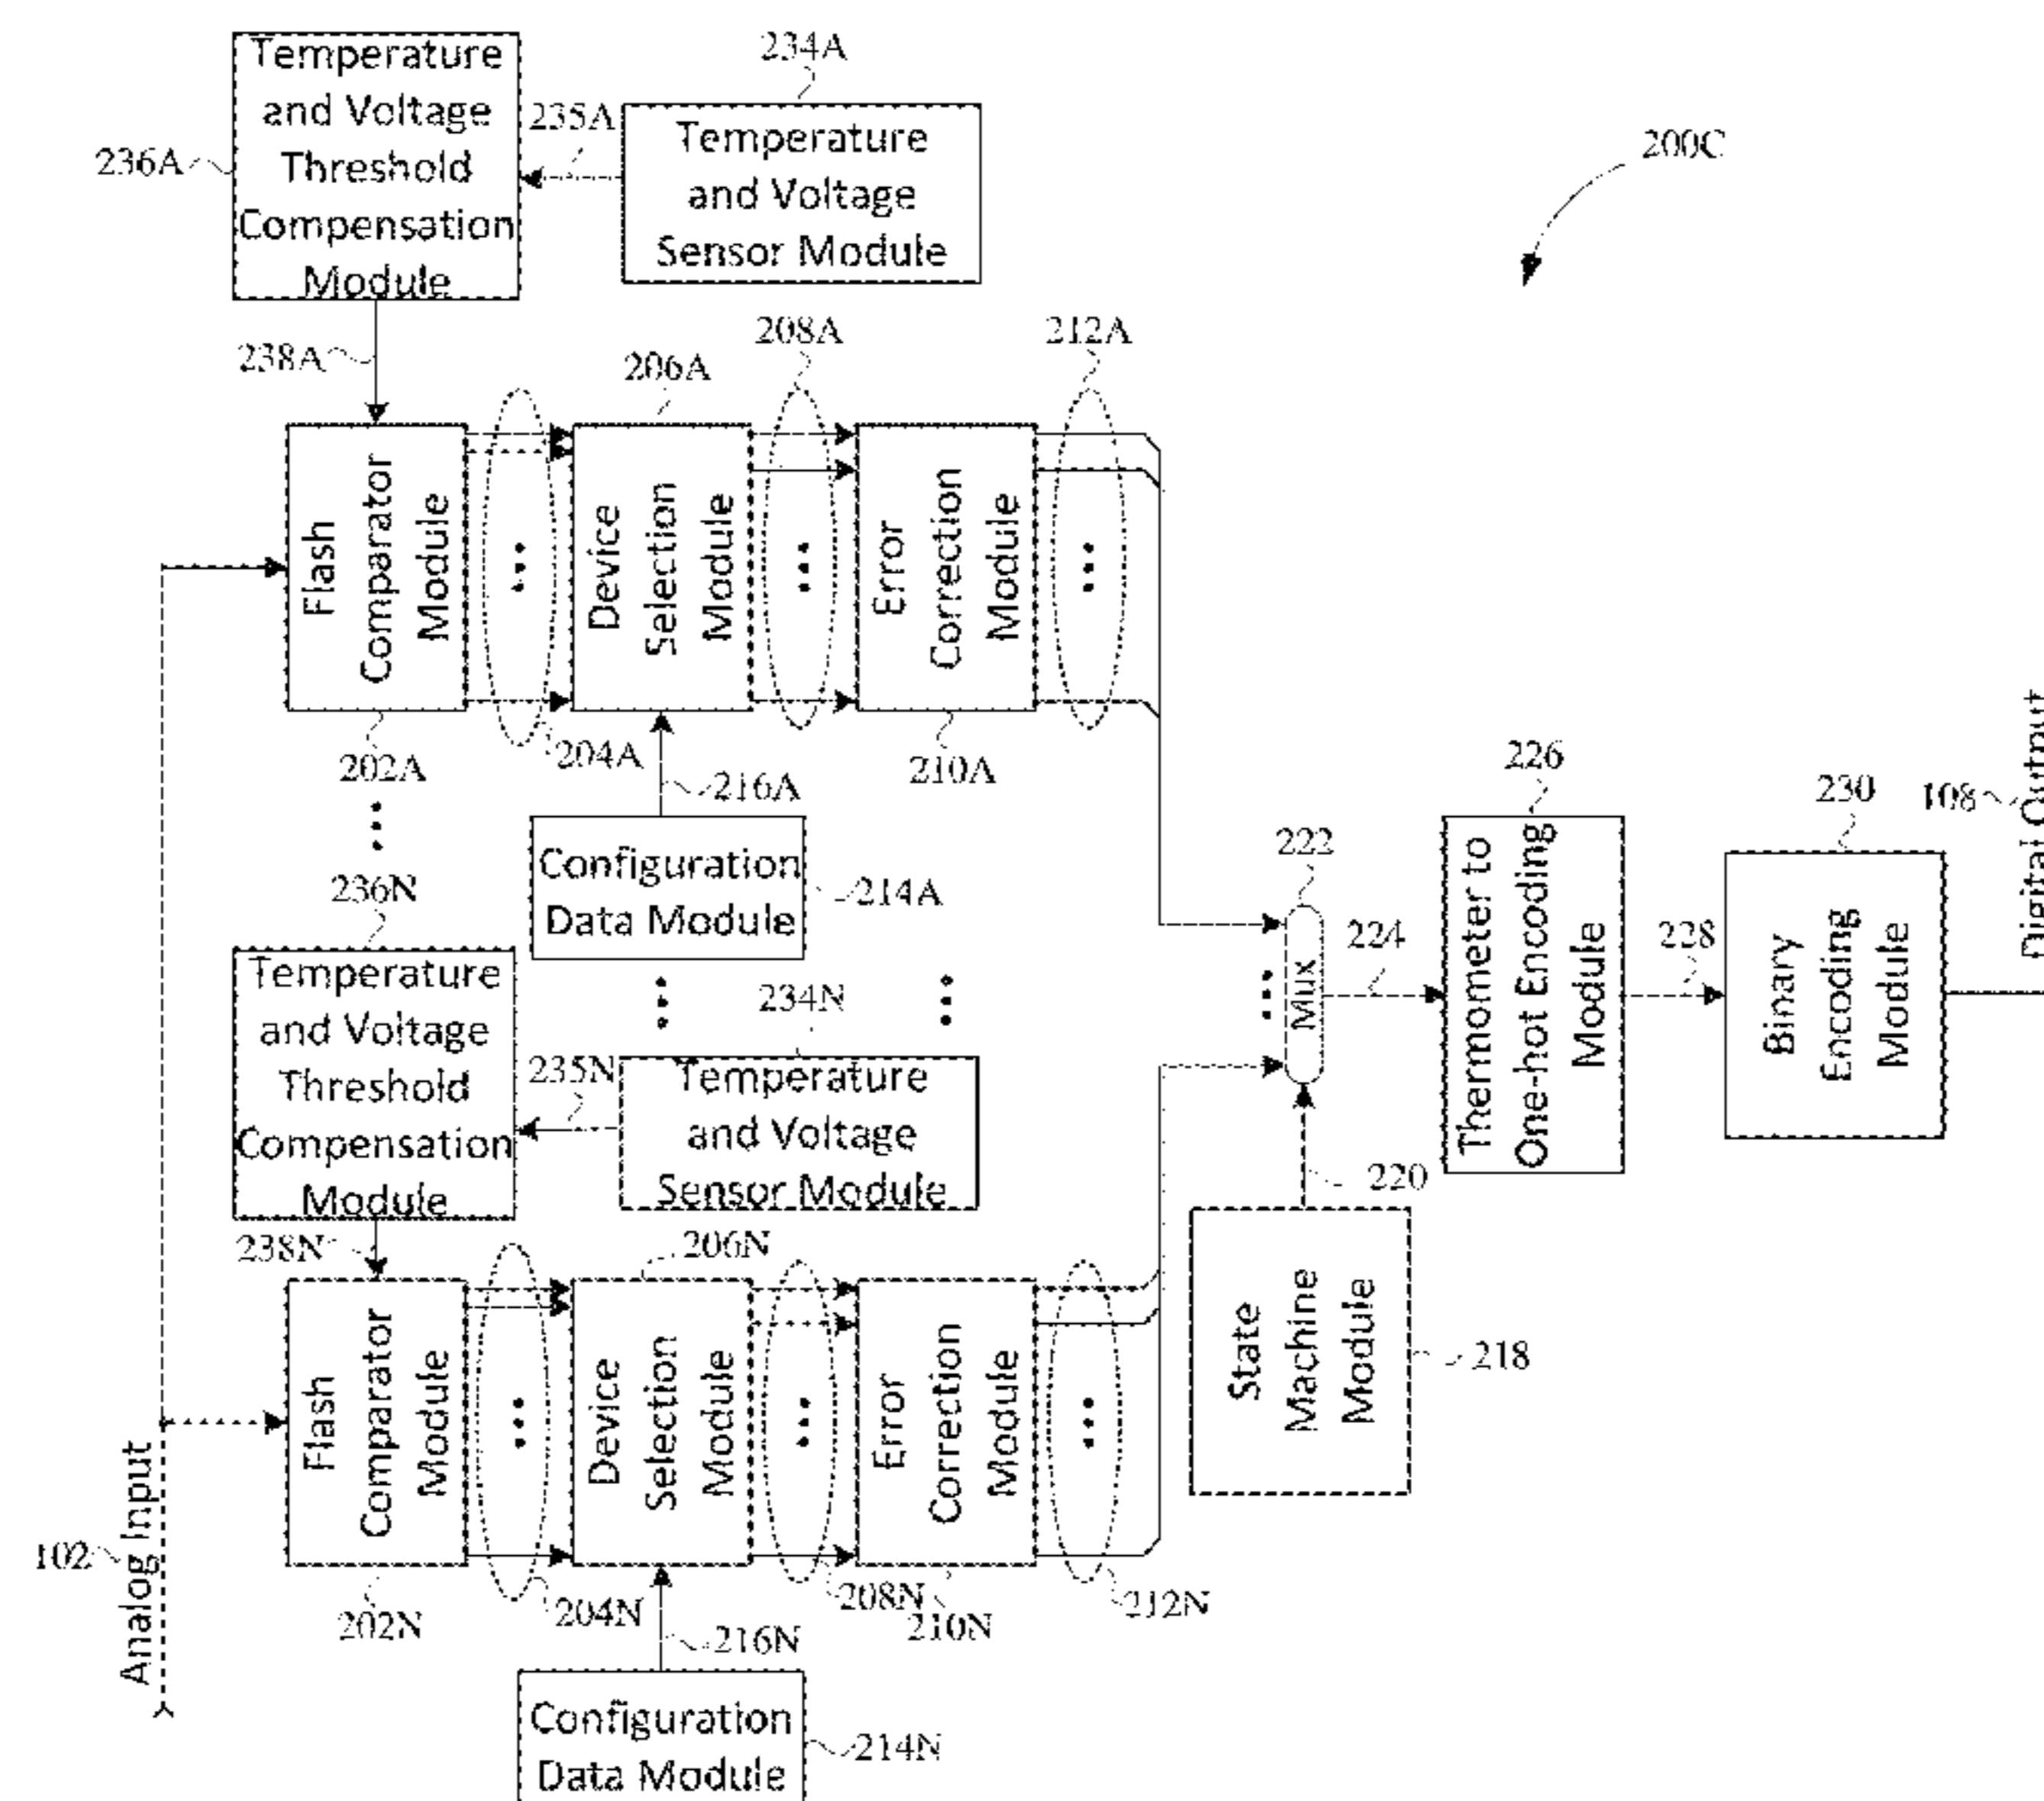 Temperature
and Voltage
Threshold
Compensation
Module
236A
235A
234A
Temperature
and Voltage
Sensor Module
200C
238A
206A
208A
212A
Flash
Comparator
Module
Device
Selection
Module
Error
Correction
Module
202A
204A
216A
210A
Configuration
Data Module
214A
236N
Temperature
and Voltage
Threshold
Compensation
Module
235N
234N
Temperature
and Voltage
Sensor Module
222
Mux
224
226
Thermometer to
One-hot Encoding
Module
228
230
Binary
Encoding
Module
108
Digital Output
220
State
Machine
Module
218
238N
206N
Flash
Comparator
Module
Device
Selection
Module
Error
Correction
Module
102
Analog Input
202N
204N
216N
208N
210N
212N
Configuration
Data Module
214N